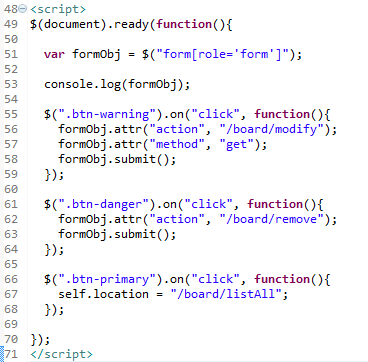 48 <script>
49 $(document).ready(function(){
50
51 var formObj = $("form[role='form']");
52
53 console.log(formObj);
54
55 $(".btn-warning").on("click", function(){
56 formObj.attr("action", "/board/modify");
57 formObj.attr("method", "get");
58 formObj.submit();
59 });
60
61 $(".btn-danger").on("click", function(){
62 formObj.attr("action", "/board/remove");
63 formObj.submit();
64 });
65
66 $(".btn-primary").on("click", function(){
67 self.location = "/board/listAll";
68 });
69
70 });
71 </script>